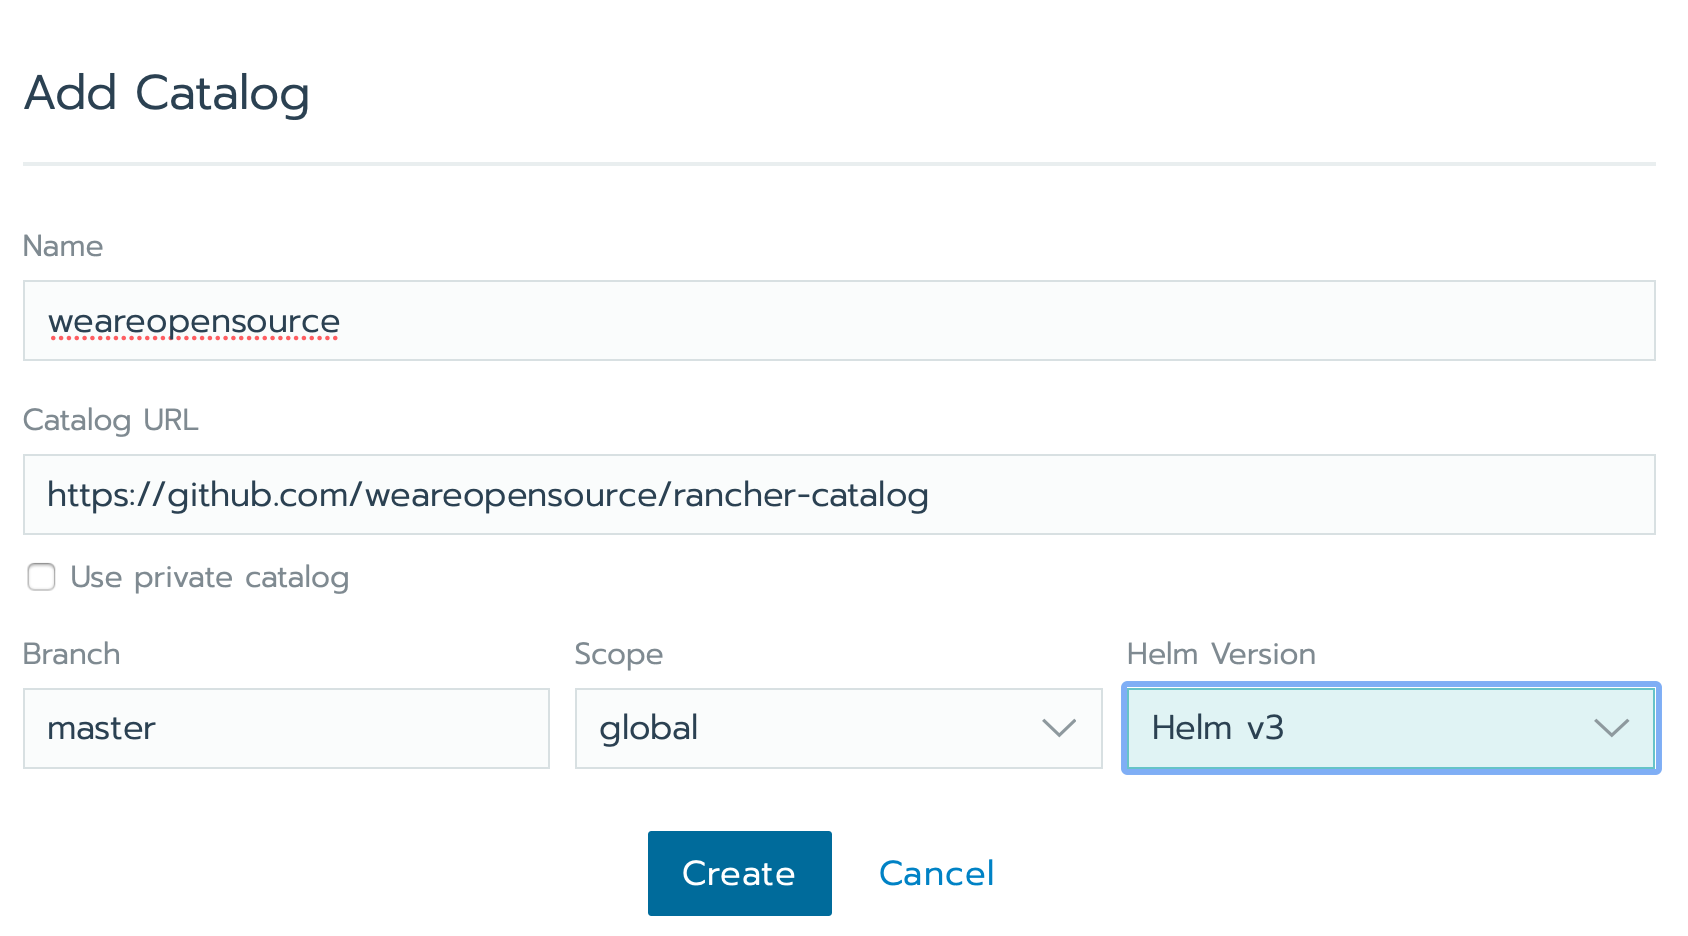 Add Catalog
Name
weareopensource
Catalog URL
https://github.com/weareopensource/rancher-catalog
Use private catalog
Branch Scope Helm Version
master global Helm v3
Create Cancel